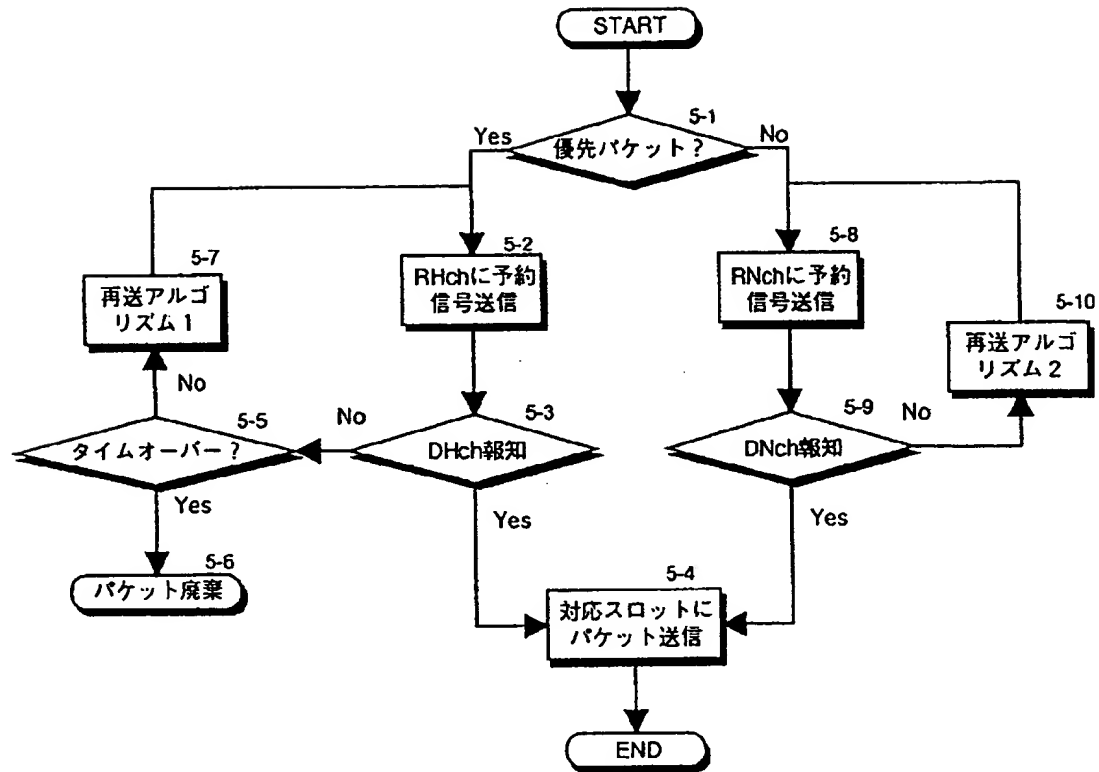 START
5-1
Yes
優先パケット?
No
5-2
RHchに予約
信号送信
5-8
RNchに予約
信号送信
5-7
再送アルゴ
リズム1
5-10
再送アルゴ
リズム2
No
5-5
タイムオーバー?
No
5-3
DHch報知
5-9
DNch報知
No
Yes
Yes
Yes
5-6
パケット廃棄
5-4
対応スロットに
パケット送信
END